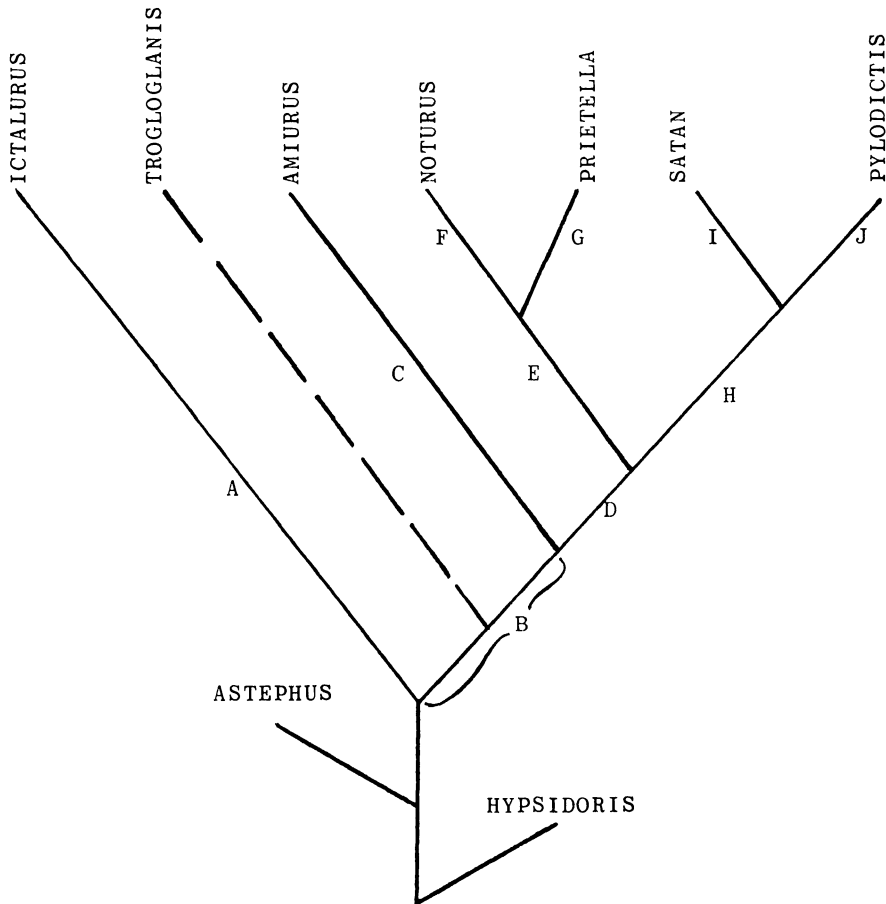 ICTALURUS
TROGLOGLANIS
AMIURUS
NOTURUS
PRIETELLA
SATAN
PYLODICTIS
F
G
I
J
C
E
H
A
D
B
ASTEPHUS
HYPSIDORIS